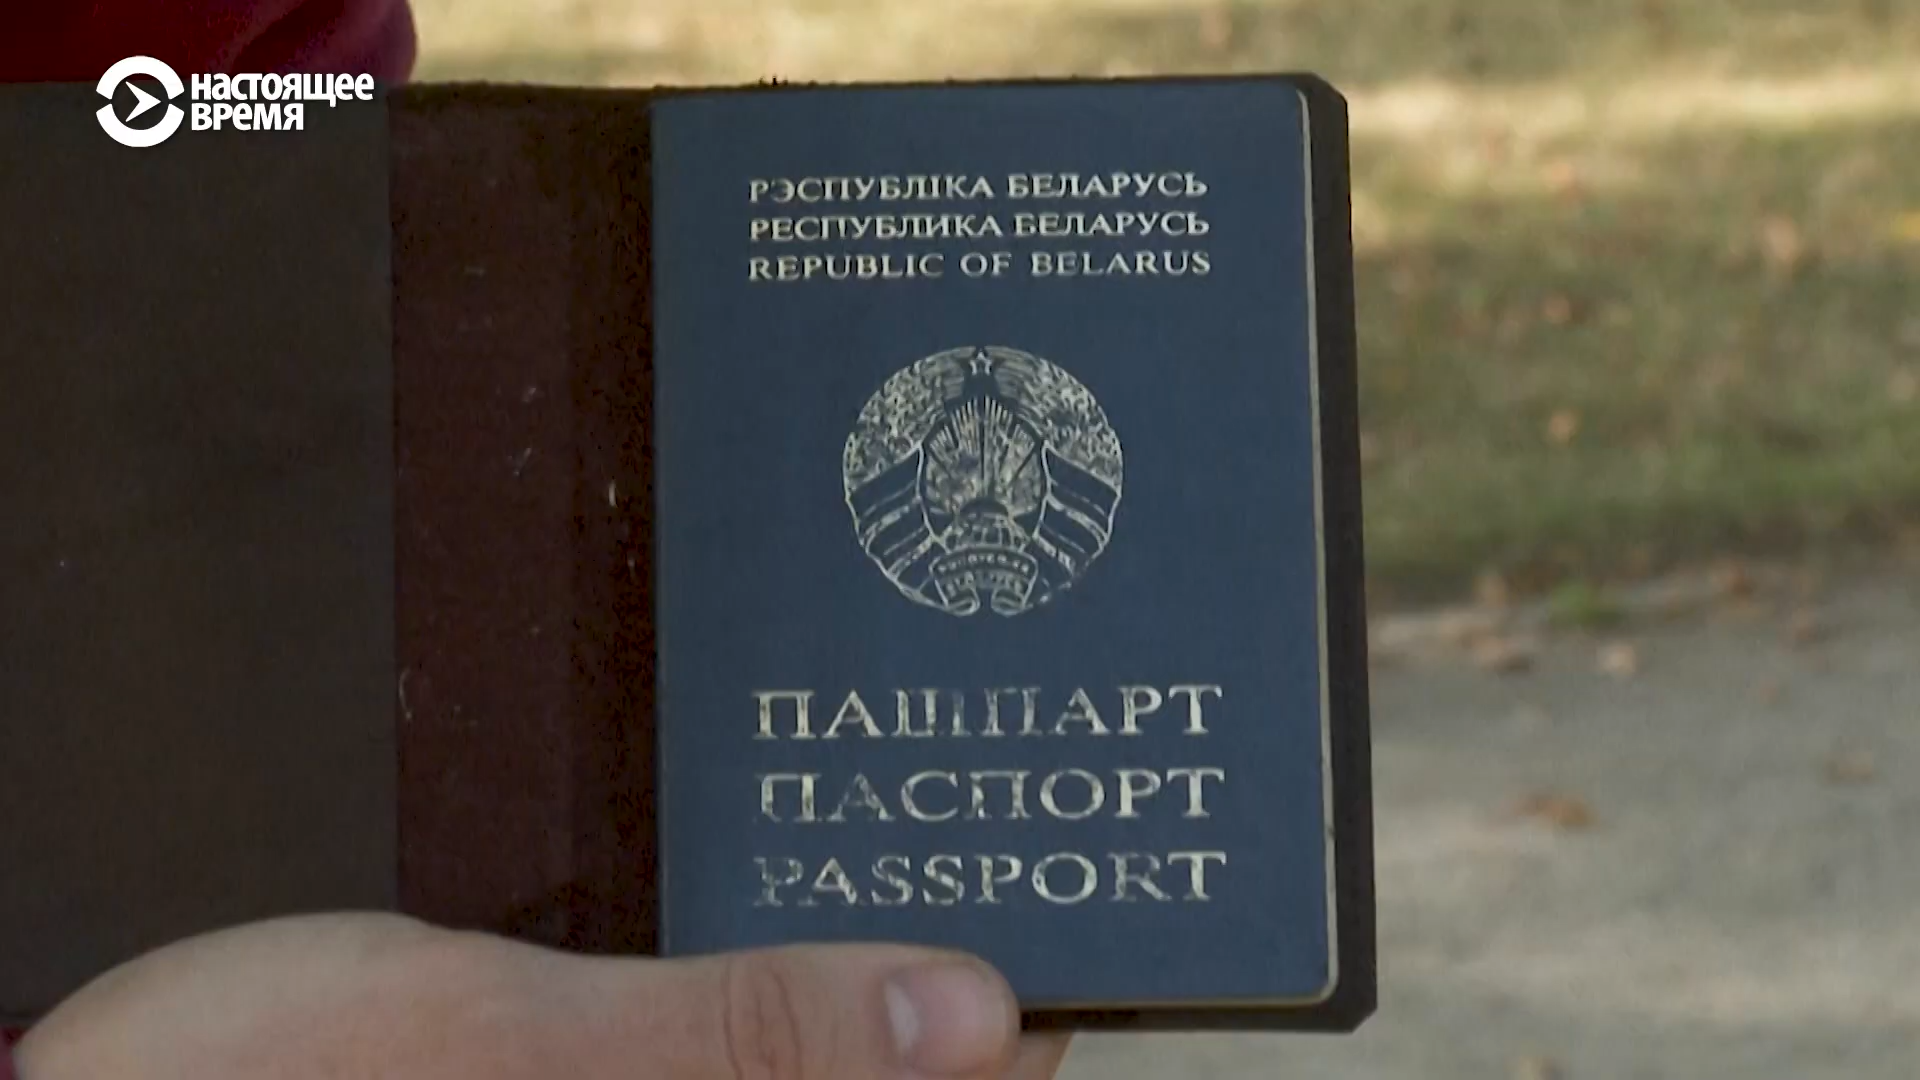 настоящее
время
РЭСПУБЛІКА БЕЛАРУСЬ
РЕСПУБЛИКА БЕЛАРУСЬ
REPUBLIC OF BELARUS
ПАШПАРТ
ПАСПОРТ
PASSPORT